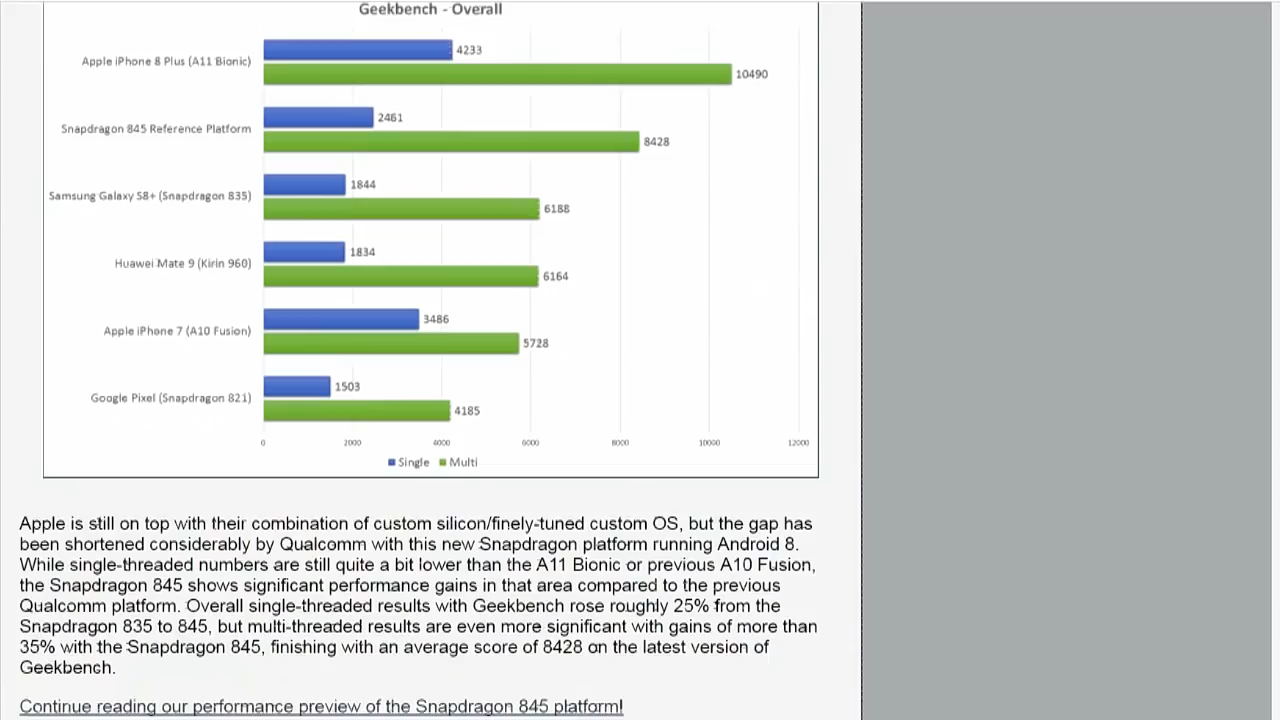 Geekbench - Overall
Apple iPhone 8 Plus (A11 Bionic)
4233
10490
Snapdragon 845 Reference Platform
2461
8428
Samsung Galaxy S8+ (Snapdragon 835)
1844
6188
Huawei Mate 9 (Kirin 960)
1834
6164
Apple iPhone 7 (A10 Fusion)
3486
5728
Google Pixel (Snapdragon 821)
1503
4185
0 2000 4000 6000 8000 10000 12000
Single Multi
Apple is still on top with their combination of custom silicon/finely-tuned custom OS, but the gap has
been shortened considerably by Qualcomm with this new Snapdragon platform running Android 8.
While single-threaded numbers are still quite a bit lower than the A11 Bionic or previous A10 Fusion,
the Snapdragon 845 shows significant performance gains in that area compared to the previous
Qualcomm platform. Overall single-threaded results with Geekbench rose roughly 25% from the
Snapdragon 835 to 845, but multi-threaded results are even more significant with gains of more than
35% with the Snapdragon 845, finishing with an average score of 8428 on the latest version of
Geekbench.
Continue reading our performance preview of the Snapdragon 845 platform!